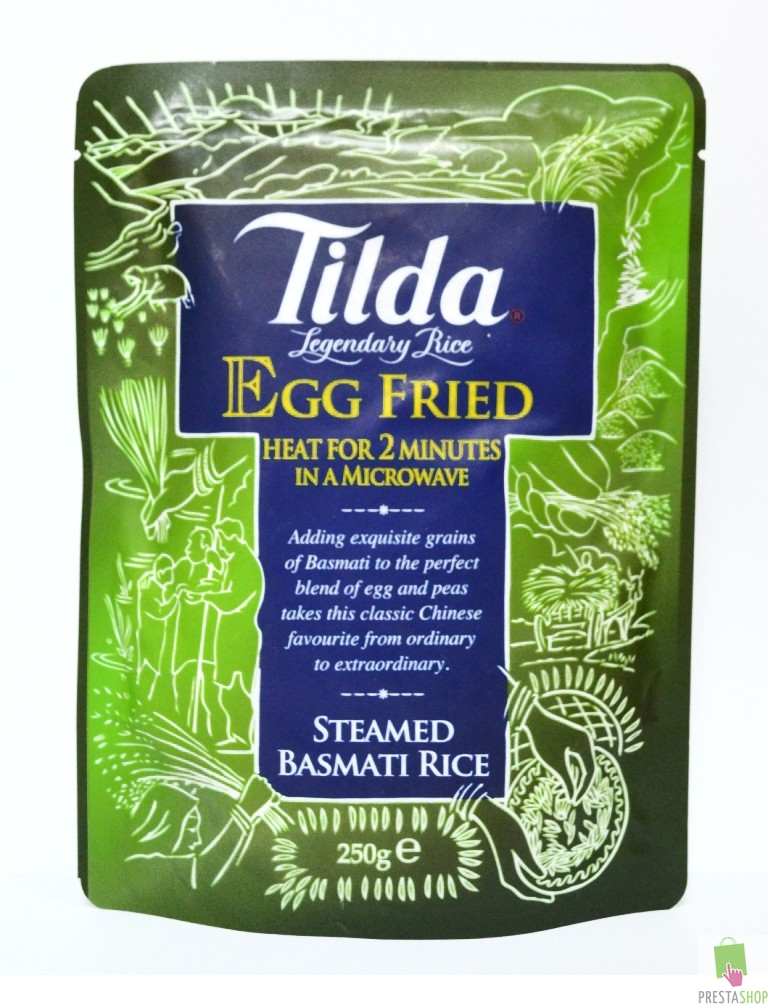 Tilda®
Legendary Rice
EGG FRIED
HEAT FOR 2 MINUTES
IN A MICROWAVE
Adding exquisite grains
of Basmati to the perfect
blend of egg and peas
takes this classic Chinese
favourite from ordinary
to extraordinary.
STEAMED
BASMATI RICE
250g ℮
PRESTASHOP